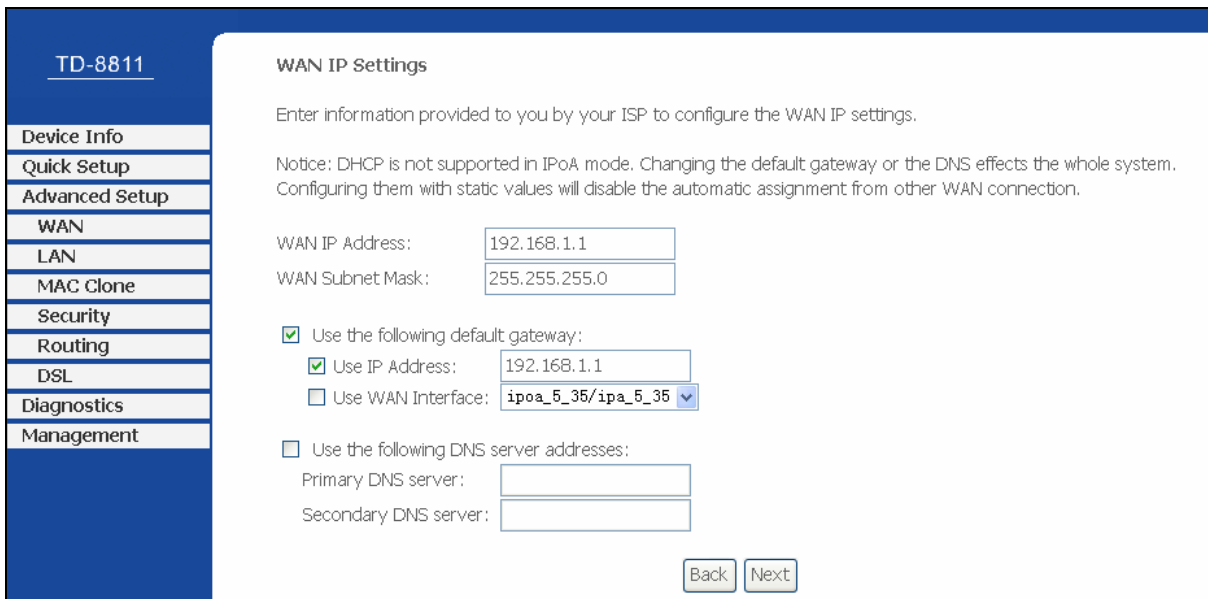 TD-8811
Device Info
Quick Setup
Advanced Setup
WAN
LAN
MAC Clone
Security
Routing
DSL
Diagnostics
Management
WAN IP Settings
Enter information provided to you by your ISP to configure the WAN IP settings.
Notice: DHCP is not supported in IPoA mode. Changing the default gateway or the DNS effects the whole system.
Configuring them with static values will disable the automatic assignment from other WAN connection.
WAN IP Address: 192.168.1.1
WAN Subnet Mask: 255.255.255.0
Use the following default gateway:
Use IP Address: 192.168.1.1
Use WAN Interface: ipoa_5_35/ipa_5_35
Use the following DNS server addresses:
Primary DNS server:
Secondary DNS server:
Back Next